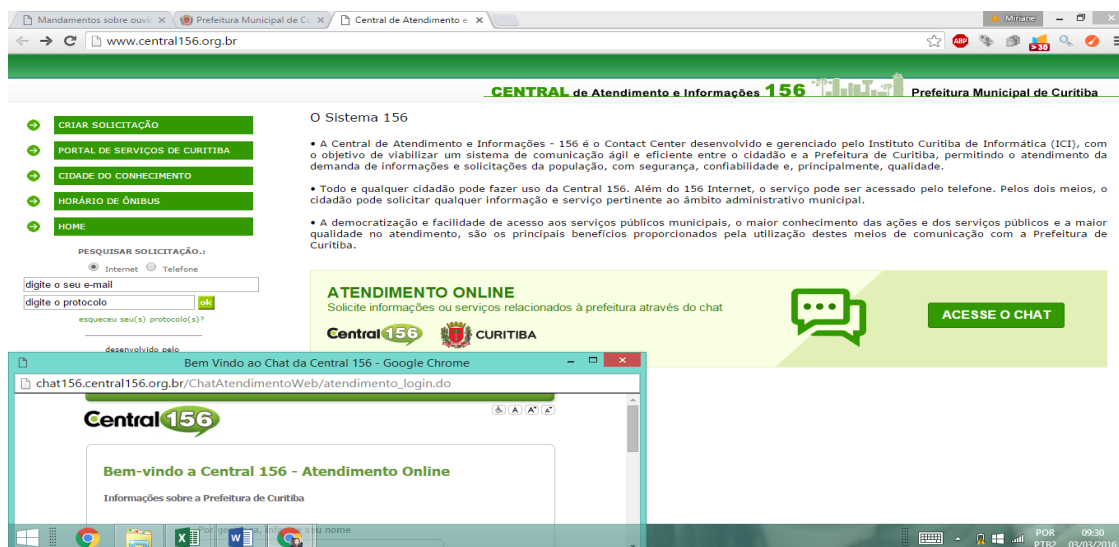 Mandamentos sobre ouvi
Prefeitura Municipal de C
Central de Atendimento e
Miriane
www.central156.org.br
ABP
>30
CENTRAL de Atendimento e Informações 156
Prefeitura Municipal de Curitiba
CRIAR SOLICITAÇÃO
PORTAL DE SERVIÇOS DE CURITIBA
CIDADE DO CONHECIMENTO
HORÁRIO DE ÔNIBUS
HOME
PESQUISAR SOLICITAÇÃO.:
Internet Telefone
digite o seu e-mail
digite o protocolo ok
esqueceu seu(s) protocolo(s)?
desenvolvido pelo
O Sistema 156
• A Central de Atendimento e Informações - 156 é o Contact Center desenvolvido e gerenciado pelo Instituto Curitiba de Informática (ICI), com
o objetivo de viabilizar um sistema de comunicação ágil e eficiente entre o cidadão e a Prefeitura de Curitiba, permitindo o atendimento da
demanda de informações e solicitações da população, com segurança, confiabilidade e, principalmente, qualidade.
• Todo e qualquer cidadão pode fazer uso da Central 156. Além do 156 Internet, o serviço pode ser acessado pelo telefone. Pelos dois meios, o
cidadão pode solicitar qualquer informação e serviço pertinente ao âmbito administrativo municipal.
• A democratização e facilidade de acesso aos serviços públicos municipais, o maior conhecimento das ações e dos serviços públicos e a maior
qualidade no atendimento, são os principais benefícios proporcionados pela utilização destes meios de comunicação com a Prefeitura de
Curitiba.
ATENDIMENTO ONLINE
Solicite informações ou serviços relacionados à prefeitura através do chat
Central 156 CURITIBA
ACESSE O CHAT
Bem Vindo ao Chat da Central 156 - Google Chrome
chat156.central156.org.br/ChatAtendimentoWeb/atendimento_login.do
Central 156
A A+ A-
Bem-vindo a Central 156 - Atendimento Online
Informações sobre a Prefeitura de Curitiba
Por gentileza, informe seu nome
POR 09:30
PTB2 03/03/2016